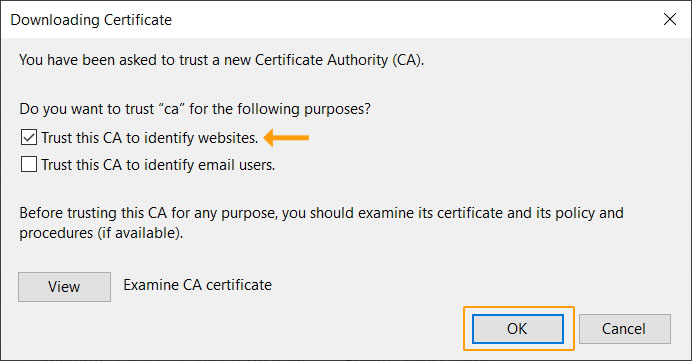 Downloading Certificate
You have been asked to trust a new Certificate Authority (CA).
Do you want to trust “ca” for the following purposes?
Trust this CA to identify websites.
Trust this CA to identify email users.
Before trusting this CA for any purpose, you should examine its certificate and its policy and
procedures (if available).
View Examine CA certificate
OK Cancel